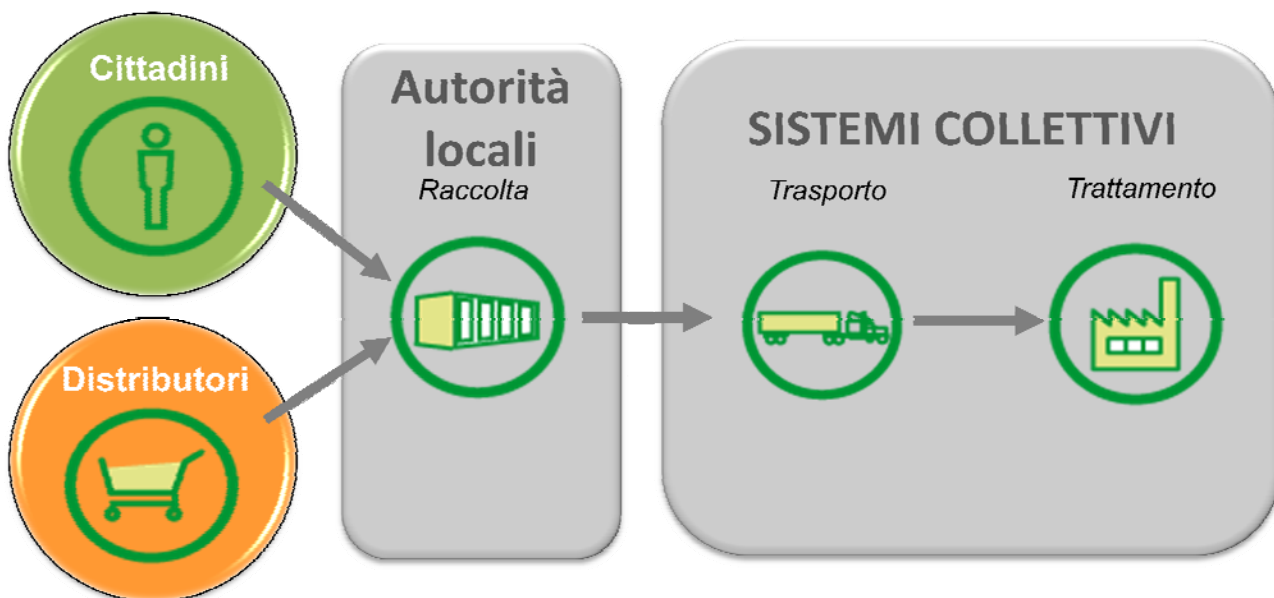 Cittadini
Distributori
Autorità
locali
Raccolta
SISTEMI COLLETTIVI
Trasporto
Trattamento